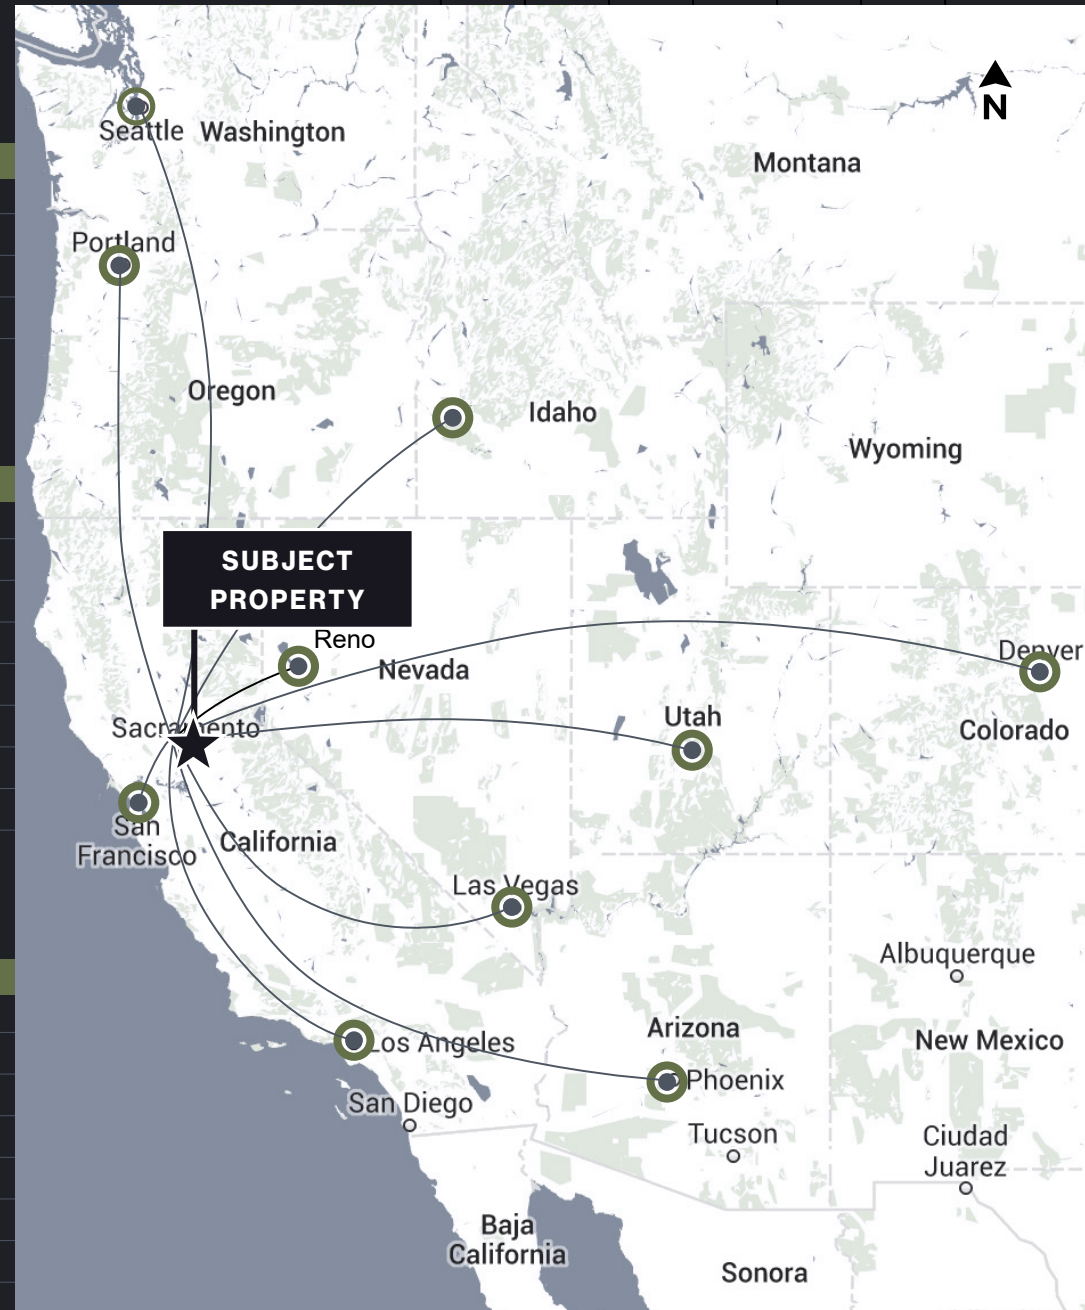 N
Seattle
Washington
Montana
Portland
Oregon
Idaho
Wyoming
SUBJECT
PROPERTY
Reno
Nevada
Denver
Sacramento
Utah
Colorado
San
Francisco
California
Las Vegas
Albuquerque
Arizona
New Mexico
Los Angeles
Phoenix
San Diego
Tucson
Ciudad
Juarez
Baja
California
Sonora